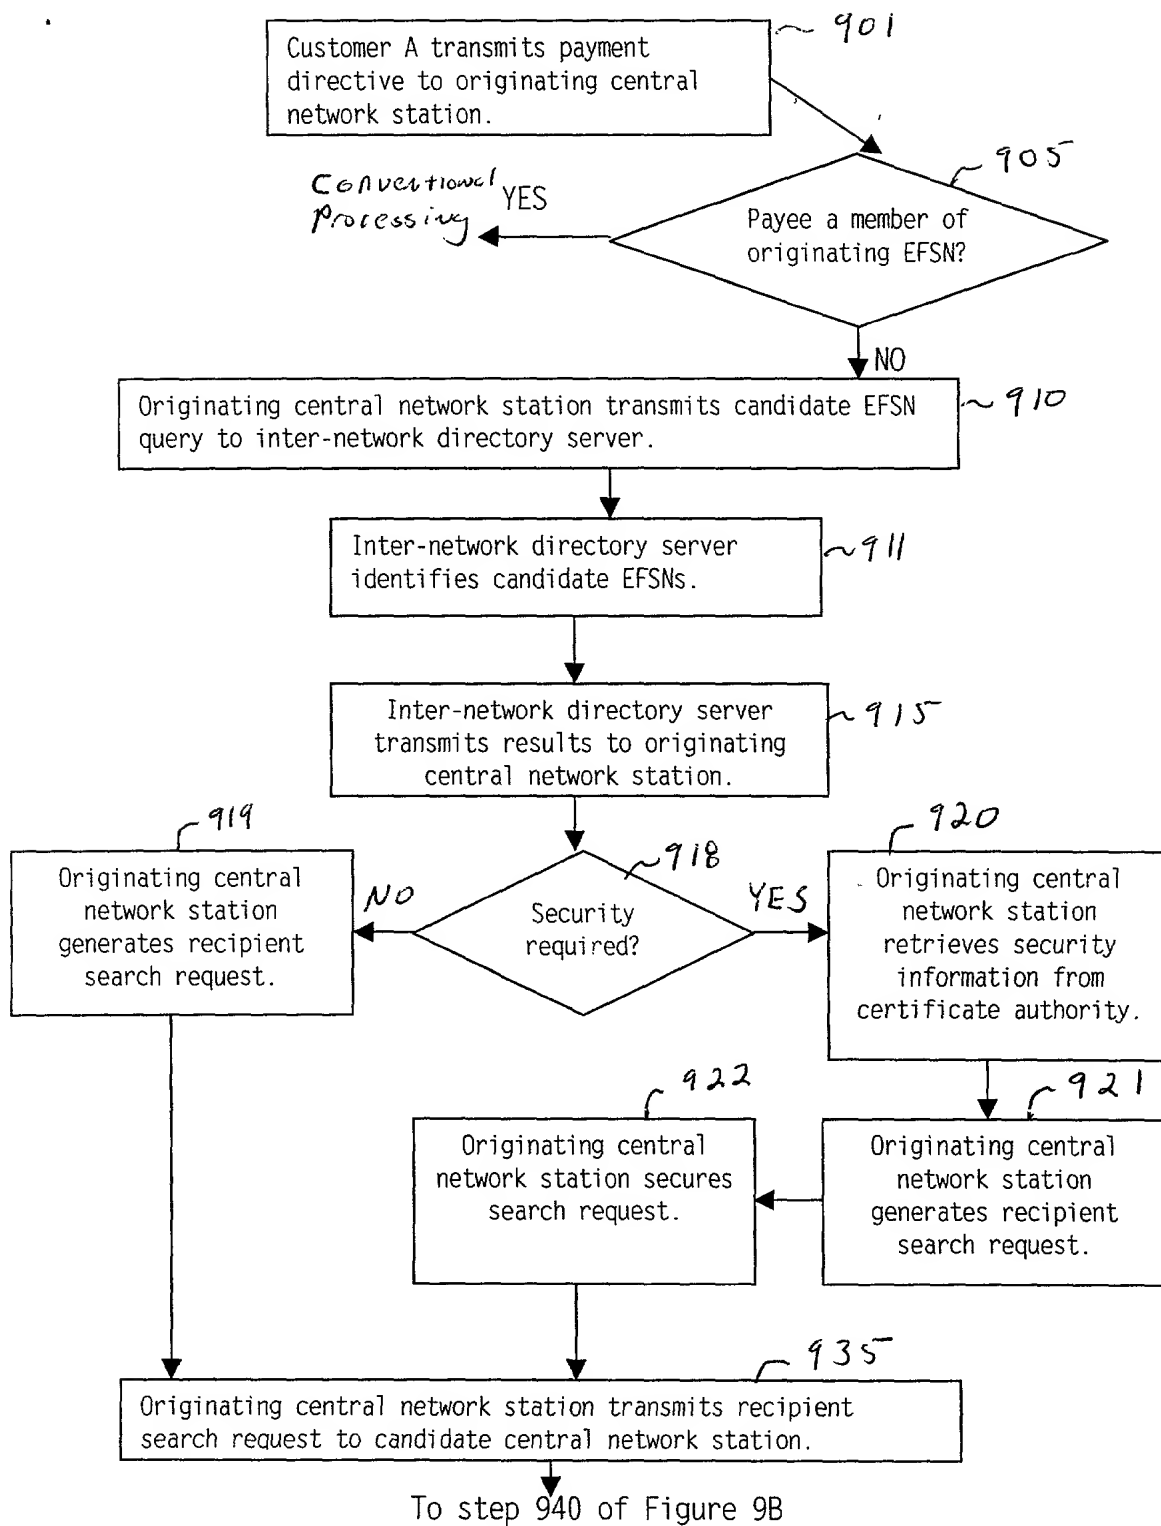 901
Customer A transmits payment
directive to originating central
network station.
905
Conventional
Processing
YES
Payee a member of
originating EFSN?
NO
910
Originating central network station transmits candidate EFSN
query to inter-network directory server.
911
Inter-network directory server
identifies candidate EFSNs.
915
Inter-network directory server
transmits results to originating
central network station.
919
Originating central
network station
generates recipient
search request.
NO
918
Security
required?
YES
920
Originating central
network station
retrieves security
information from
certificate authority.
922
Originating central
network station secures
search request.
921
Originating central
network station
generates recipient
search request.
935
Originating central network station transmits recipient
search request to candidate central network station.
To step 940 of Figure 9B